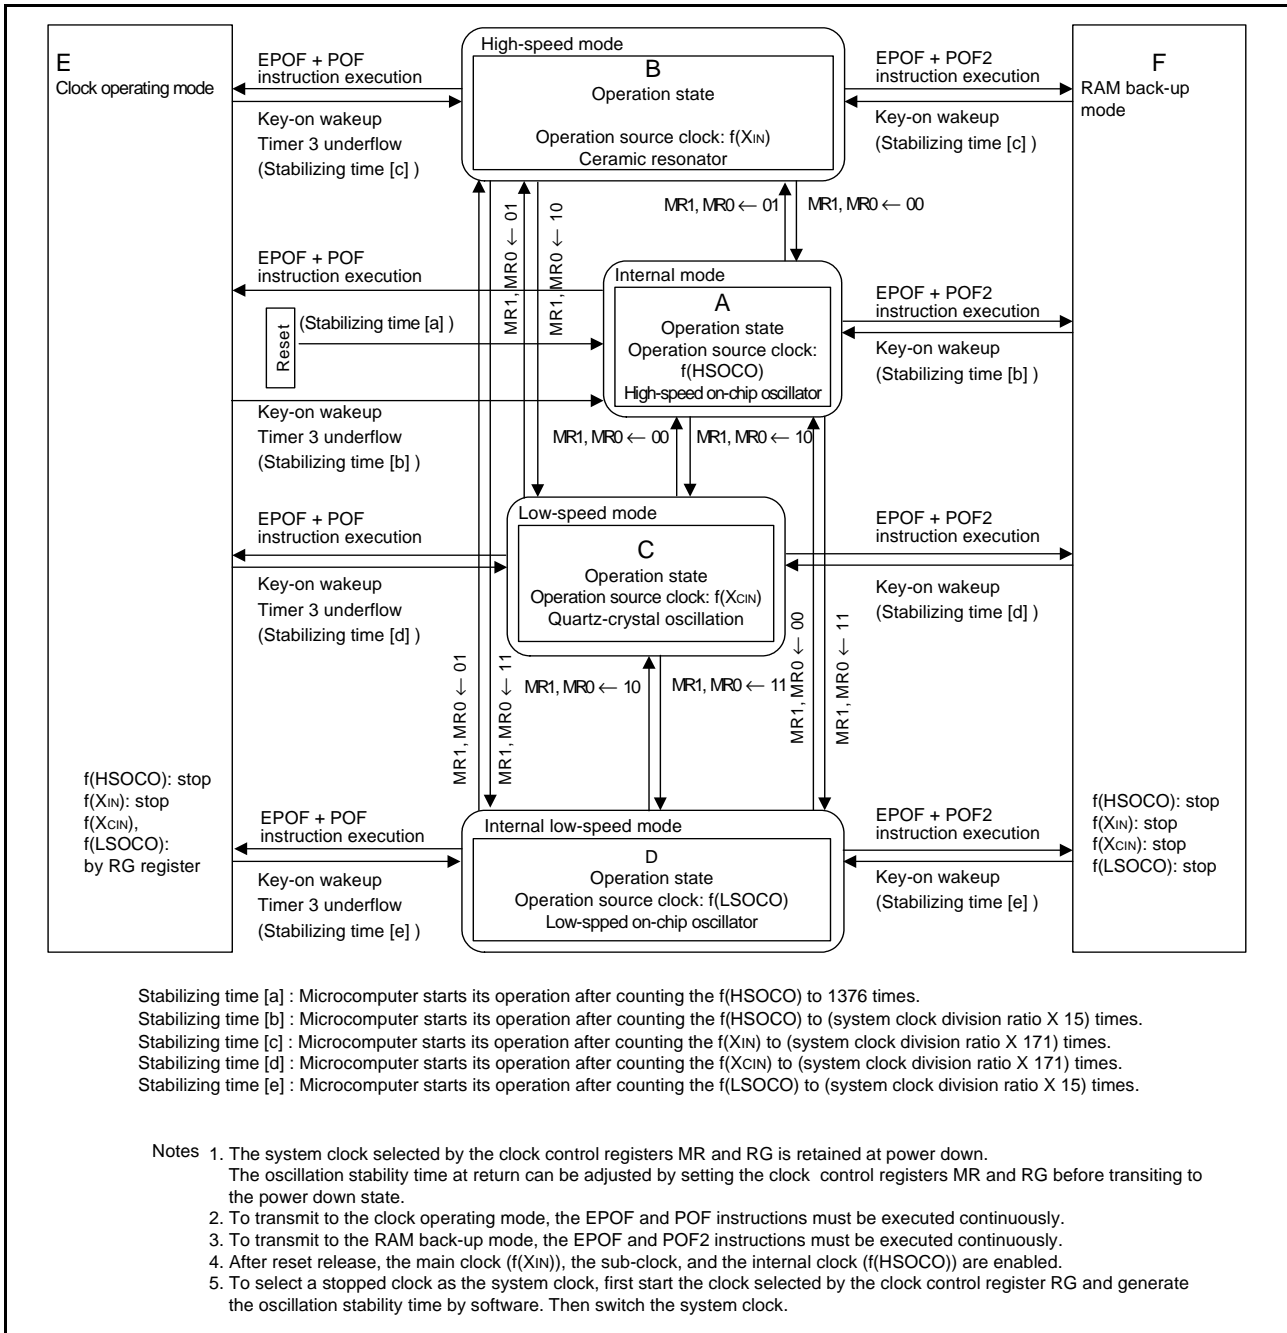 E
Clock operating mode
EPOF + POF
instruction execution
Key-on wakeup
Timer 3 underflow
(Stabilizing time [c] )
High-speed mode
B
Operation state
Operation source clock: f(XIN)
Ceramic resonator
EPOF + POF2
instruction execution
Key-on wakeup
(Stabilizing time [c] )
F
RAM back-up
mode
MR1, MR0 ← 01
MR1, MR0 ← 10
MR1, MR0 ← 01
MR1, MR0 ← 00
EPOF + POF
instruction execution
Reset
(Stabilizing time [a] )
Key-on wakeup
Timer 3 underflow
(Stabilizing time [b] )
Internal mode
A
Operation state
Operation source clock:
f(HSOCO)
High-speed on-chip oscillator
EPOF + POF2
instruction execution
Key-on wakeup
(Stabilizing time [b] )
MR1, MR0 ← 00
MR1, MR0 ← 10
EPOF + POF
instruction execution
Key-on wakeup
Timer 3 underflow
(Stabilizing time [d] )
Low-speed mode
C
Operation state
Operation source clock: f(XCIN)
Quartz-crystal oscillation
EPOF + POF2
instruction execution
Key-on wakeup
(Stabilizing time [d] )
MR1, MR0 ← 01
MR1, MR0 ← 11
MR1, MR0 ← 10
MR1, MR0 ← 11
MR1, MR0 ← 00
MR1, MR0 ← 11
f(HSOCO): stop
f(XIN): stop
f(XCIN),
f(LSOCO):
by RG register
EPOF + POF
instruction execution
Key-on wakeup
Timer 3 underflow
(Stabilizing time [e] )
Internal low-speed mode
D
Operation state
Operation source clock: f(LSOCO)
Low-spped on-chip oscillator
EPOF + POF2
instruction execution
Key-on wakeup
(Stabilizing time [e] )
f(HSOCO): stop
f(XIN): stop
f(XCIN): stop
f(LSOCO): stop
Stabilizing time [a] : Microcomputer starts its operation after counting the f(HSOCO) to 1376 times.
Stabilizing time [b] : Microcomputer starts its operation after counting the f(HSOCO) to (system clock division ratio X 15) times.
Stabilizing time [c] : Microcomputer starts its operation after counting the f(XIN) to (system clock division ratio X 171) times.
Stabilizing time [d] : Microcomputer starts its operation after counting the f(XCIN) to (system clock division ratio X 171) times.
Stabilizing time [e] : Microcomputer starts its operation after counting the f(LSOCO) to (system clock division ratio X 15) times.
Notes 1. The system clock selected by the clock control registers MR and RG is retained at power down.
The oscillation stability time at return can be adjusted by setting the clock control registers MR and RG before transiting to
the power down state.
2. To transmit to the clock operating mode, the EPOF and POF instructions must be executed continuously.
3. To transmit to the RAM back-up mode, the EPOF and POF2 instructions must be executed continuously.
4. After reset release, the main clock (f(XIN)), the sub-clock, and the internal clock (f(HSOCO)) are enabled.
5. To select a stopped clock as the system clock, first start the clock selected by the clock control register RG and generate
the oscillation stability time by software. Then switch the system clock.